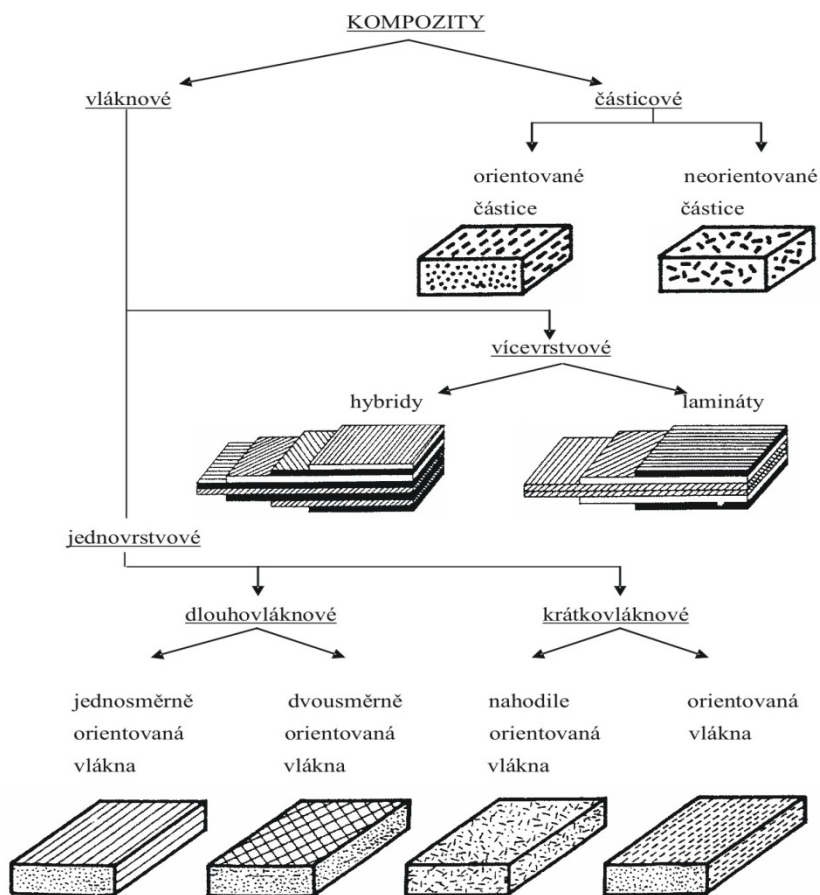 KOMPOZITY
vláknové
částicové
orientované
částice
neorientované
částice
vícevrstvové
hybridy
lamináty
jednovrstvové
dlouhovláknové
krátkovláknové
jednosměrně
orientovaná
vlákna
dvousměrně
orientovaná
vlákna
nahodile
orientovaná
vlákna
orientovaná
vlákna